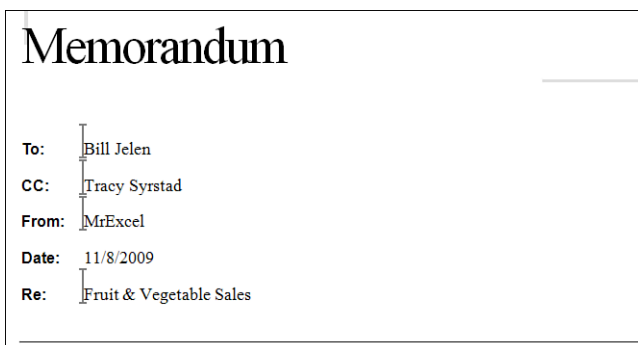 Memorandum
To: Bill Jelen
CC: Tracy Syrstad
From: MrExcel
Date: 11/8/2009
Re: Fruit & Vegetable Sales